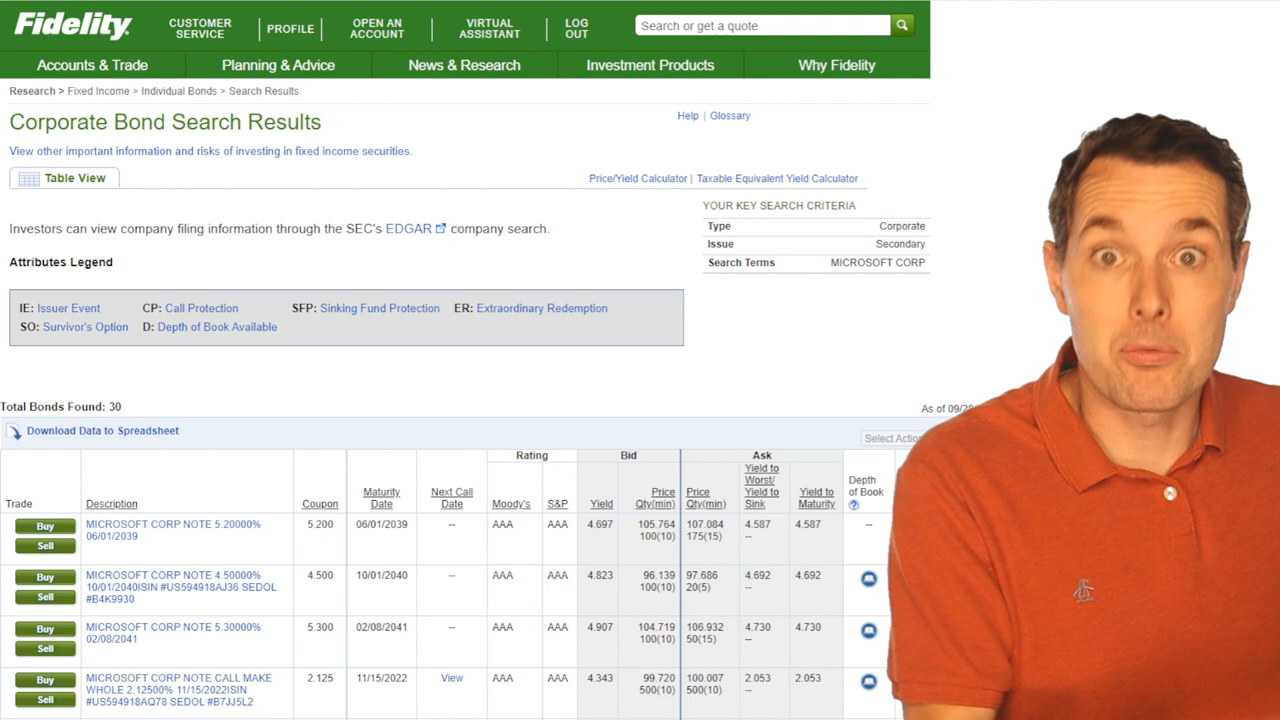 Fidelity
CUSTOMER SERVICE
PROFILE
OPEN AN ACCOUNT
VIRTUAL ASSISTANT
LOG OUT
Search or get a quote
Accounts & Trade
Planning & Advice
News & Research
Investment Products
Why Fidelity
Research > Fixed Income > Individual Bonds > Search Results
Corporate Bond Search Results
Help | Glossary
View other important information and risks of investing in fixed income securities.
Table View
Price/Yield Calculator | Taxable Equivalent Yield Calculator
YOUR KEY SEARCH CRITERIA
Type Corporate
Issue Secondary
Search Terms MICROSOFT CORP
Investors can view company filing information through the SEC's EDGAR company search.
Attributes Legend
IE: Issuer Event CP: Call Protection SFP: Sinking Fund Protection ER: Extraordinary Redemption
SO: Survivor's Option D: Depth of Book Available
Total Bonds Found: 30
As of 09/2
Download Data to Spreadsheet
Select Actio
Rating Bid Ask
Trade Description Coupon Maturity Date Next Call Date Moody's S&P Yield Price Qty(min) Price Qty(min) Yield to Worst/ Yield to Sink Yield to Maturity Depth of Book ?
Buy MICROSOFT CORP NOTE 5.20000% 5.200 06/01/2039 -- AAA AAA 4.697 105.764 107.084 4.587 4.587 --
Sell 06/01/2039 100(10) 175(15) --
Buy MICROSOFT CORP NOTE 4.50000% 4.500 10/01/2040 -- AAA AAA 4.823 96.139 97.686 4.692 4.692
10/01/2040ISIN #US594918AJ36 SEDOL 100(10) 20(5) --
Sell #B4K9930
Buy MICROSOFT CORP NOTE 5.30000% 5.300 02/08/2041 -- AAA AAA 4.907 104.719 106.932 4.730 4.730
Sell 02/08/2041 100(10) 50(15) --
Buy MICROSOFT CORP NOTE CALL MAKE 2.125 11/15/2022 View AAA AAA 4.343 99.720 100.007 2.053 2.053
WHOLE 2.12500% 11/15/2022ISIN 500(10) 500(10) --
Sell #US594918AQ78 SEDOL #B7JJ5L2